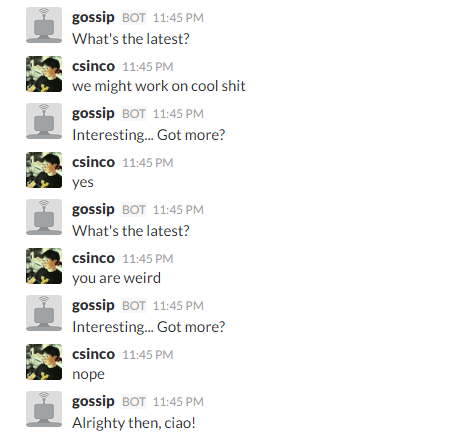 gossip BOT 11:45 PM
What's the latest?
csinco 11:45 PM
we might work on cool shit
gossip BOT 11:45 PM
Interesting... Got more?
csinco 11:45 PM
yes
gossip BOT 11:45 PM
What's the latest?
csinco 11:45 PM
you are weird
gossip BOT 11:45 PM
Interesting... Got more?
csinco 11:45 PM
nope
gossip BOT 11:45 PM
Alrighty then, ciao!